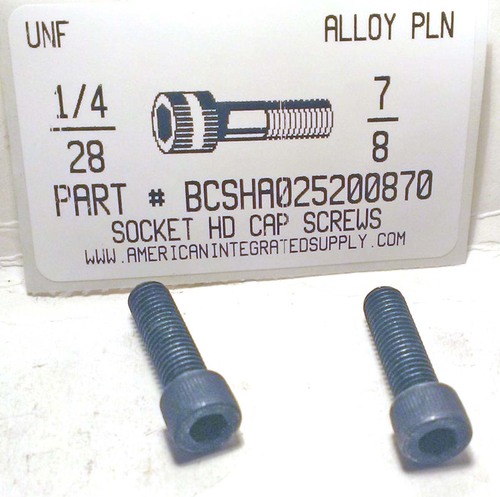 UNF ALLOY PLN
1/4 7
28 8
PART # BCSHA025200870
SOCKET HD CAP SCREWS
WWW.AMERICANINTEGRATEDSUPPLY.COM